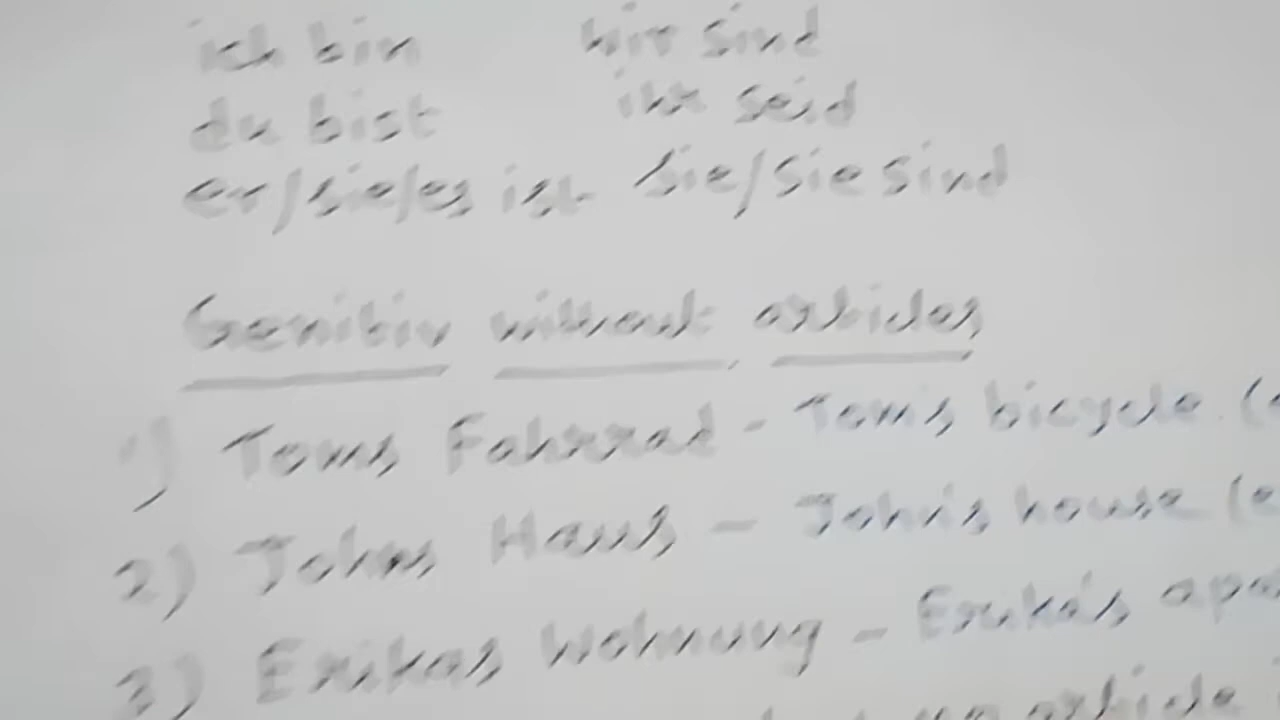 ich bin wir sind
du bist ihr seid
er/sie/es ist Sie/sie sind
Genitiv without articles
1) Toms Fahrrad - Tom's bicycle (
2) Johns Haus - John's house (
3) Erikas Wohnung - Erika's
article